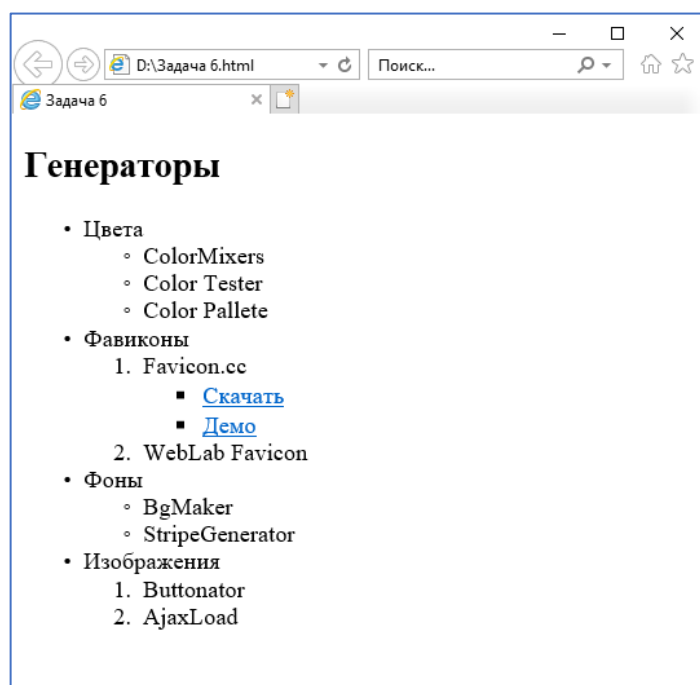 D:\Задача 6.html
Поиск...
Задача 6
Генераторы
• Цвета
◦ ColorMixers
◦ Color Tester
◦ Color Pallete
• Фавиконы
1. Favicon.cc
▪ Скачать
▪ Демо
2. WebLab Favicon
• Фоны
◦ BgMaker
◦ StripeGenerator
• Изображения
1. Buttonator
2. AjaxLoad